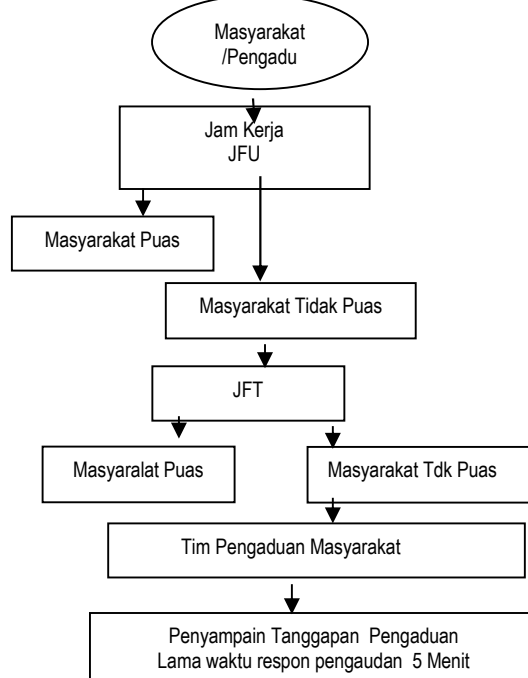 Masyarakat
/Pengadu
Jam Kerja
JFU
Masyarakat Puas
Masyarakat Tidak Puas
JFT
Masyaralat Puas
Masyarakat Tdk Puas
Tim Pengaduan Masyarakat
Penyampain Tanggapan Pengaduan
Lama waktu respon pengaudan 5 Menit